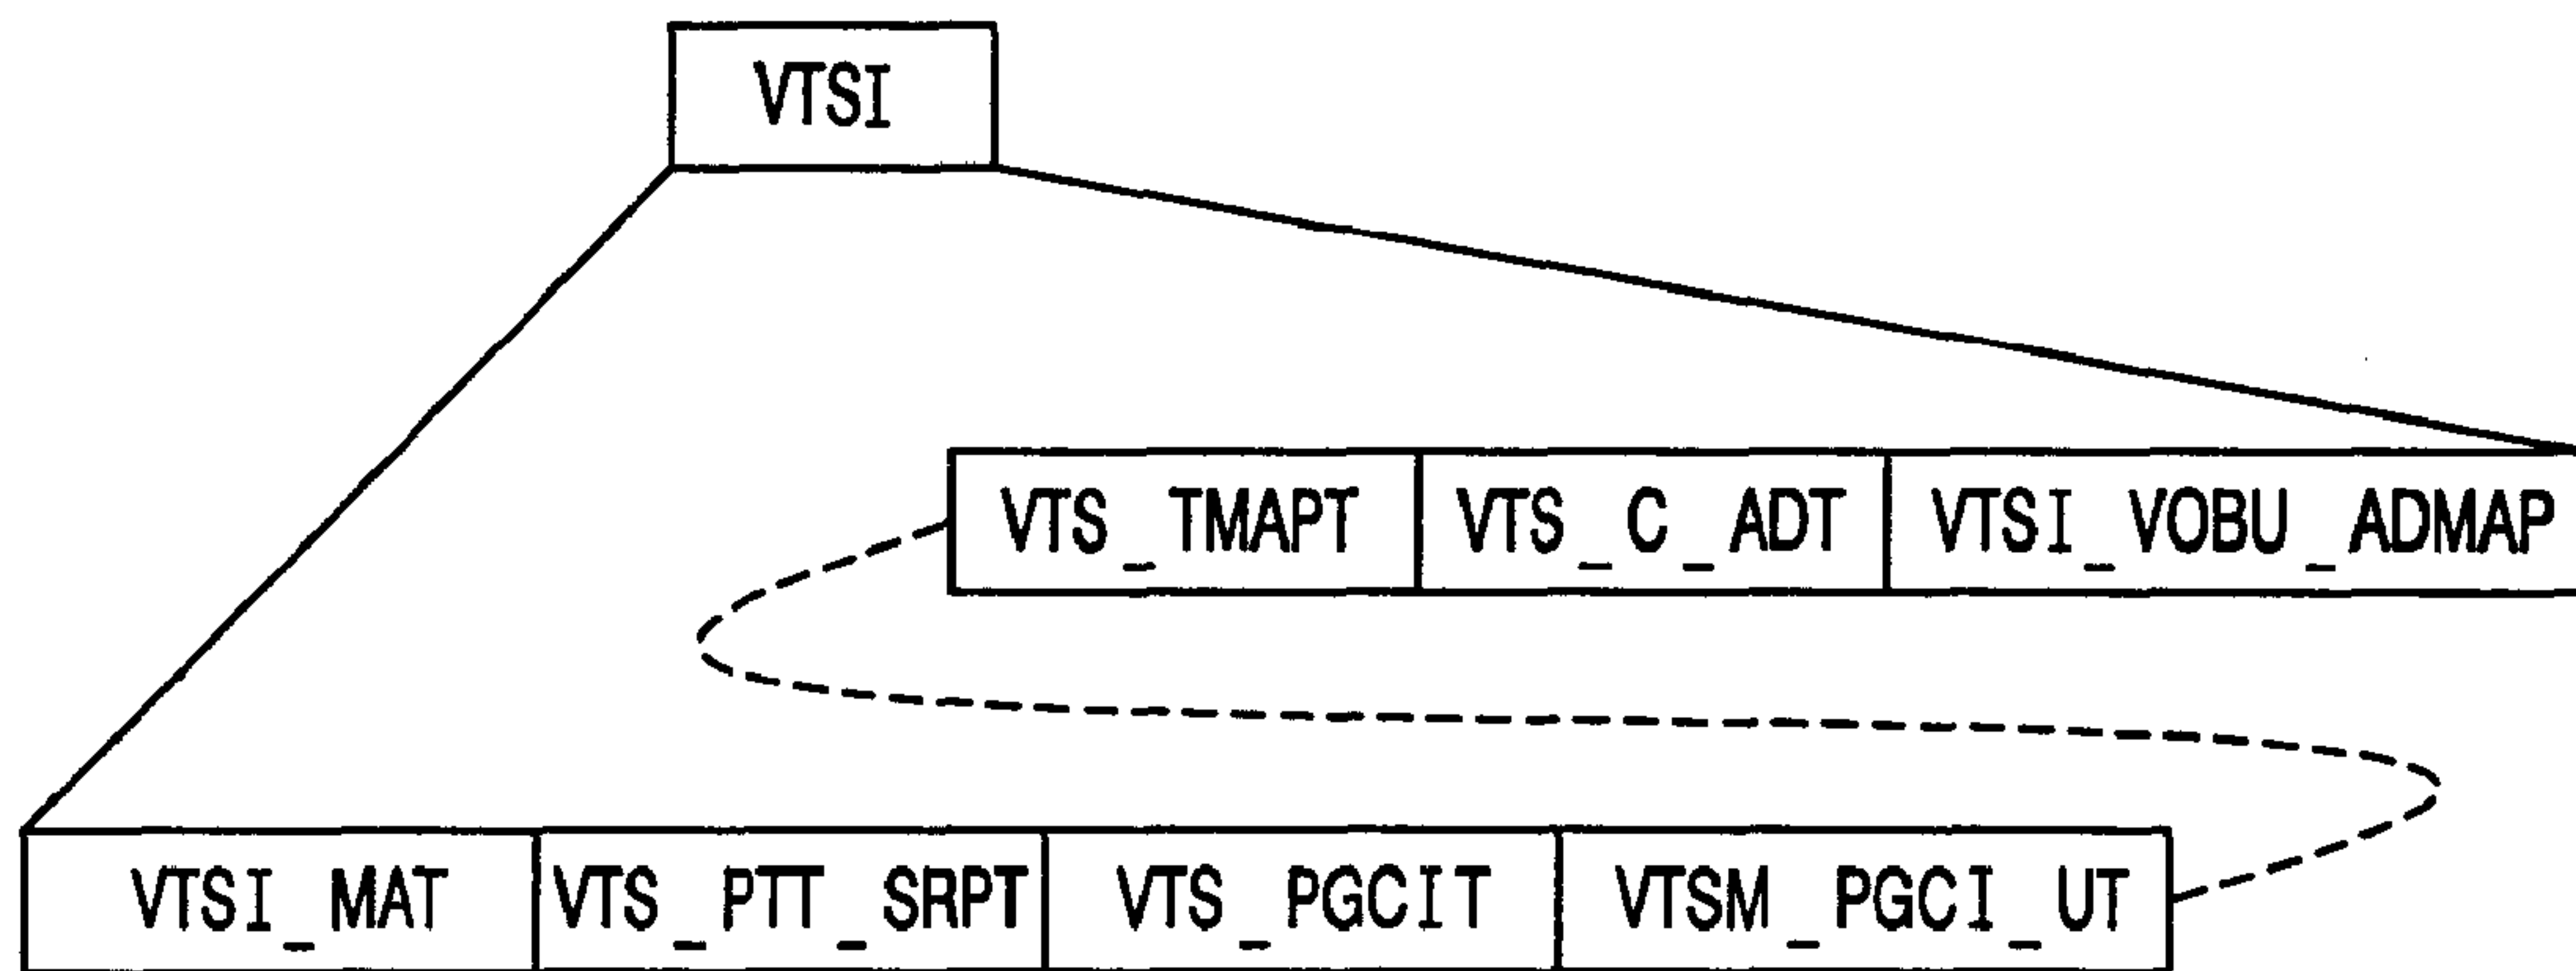 VTSI
VTS_TMAPT VTS_C_ADT VTSI_VOBU_ADMAP
VTSI_MAT VTS_PTT_SRPT VTS_PGCIT VTSM_PGCI_UT